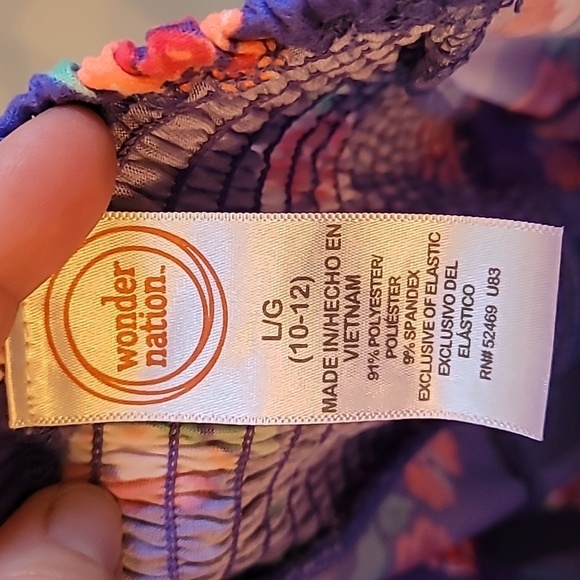 wonder
nation™
L/G
(10-12)
MADE IN/HECHO EN
VIETNAM
91% POLYESTER/
POLIÉSTER
9% SPANDEX
EXCLUSIVE OF ELASTIC
EXCLUSIVO DEL
ELÁSTICO
RN# 52469 U83